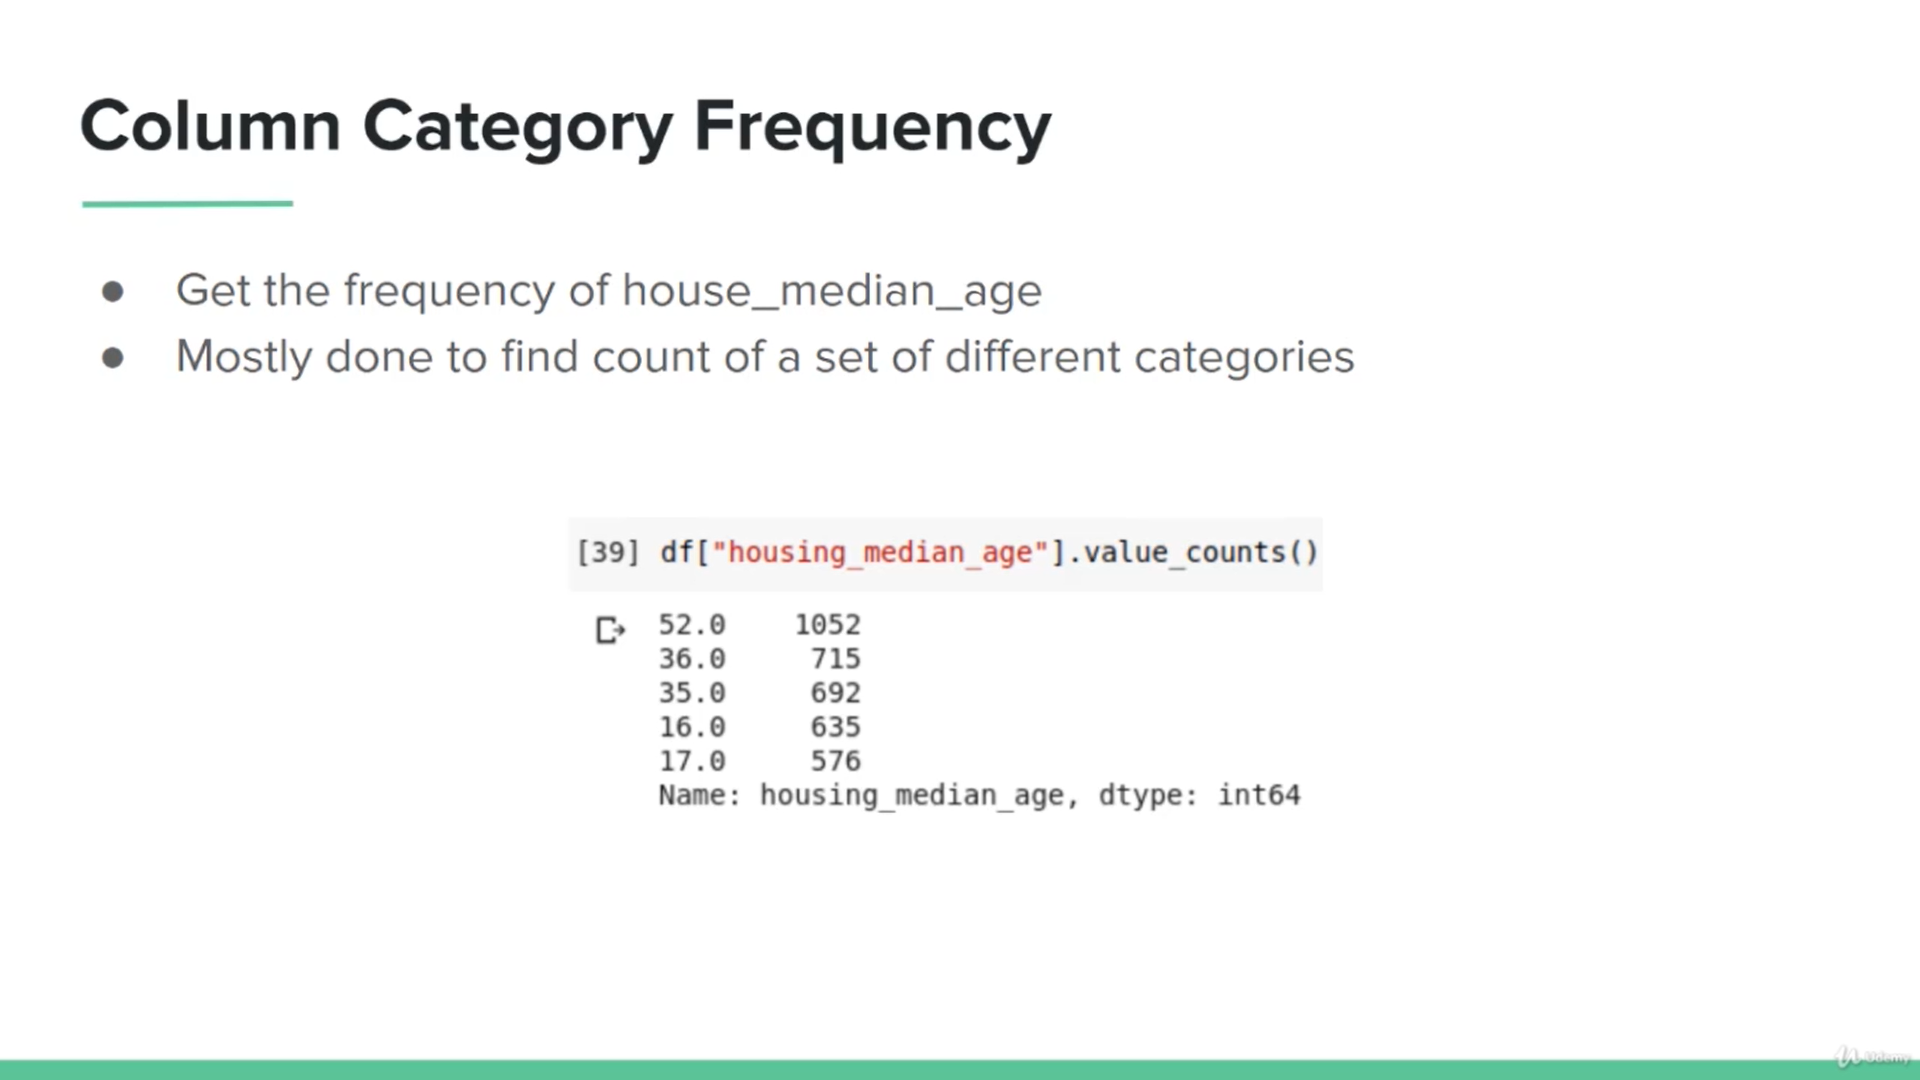 Column Category Frequency
● Get the frequency of house_median_age
● Mostly done to find count of a set of different categories
[39] df["housing_median_age"].value_counts()
52.0 1052
36.0 715
35.0 692
16.0 635
17.0 576
Name: housing_median_age, dtype: int64
Udemy